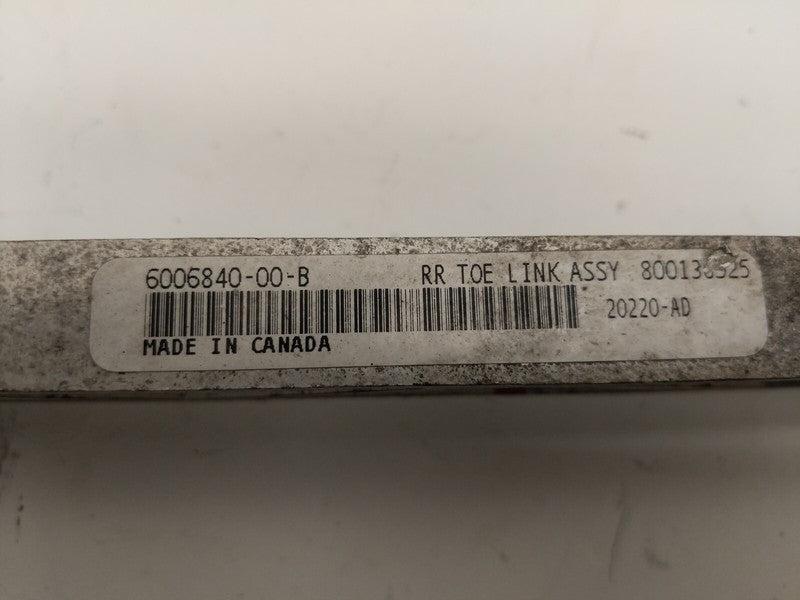 6006840-00-B RR TOE LINK ASSY
20220-AD
MADE IN CANADA